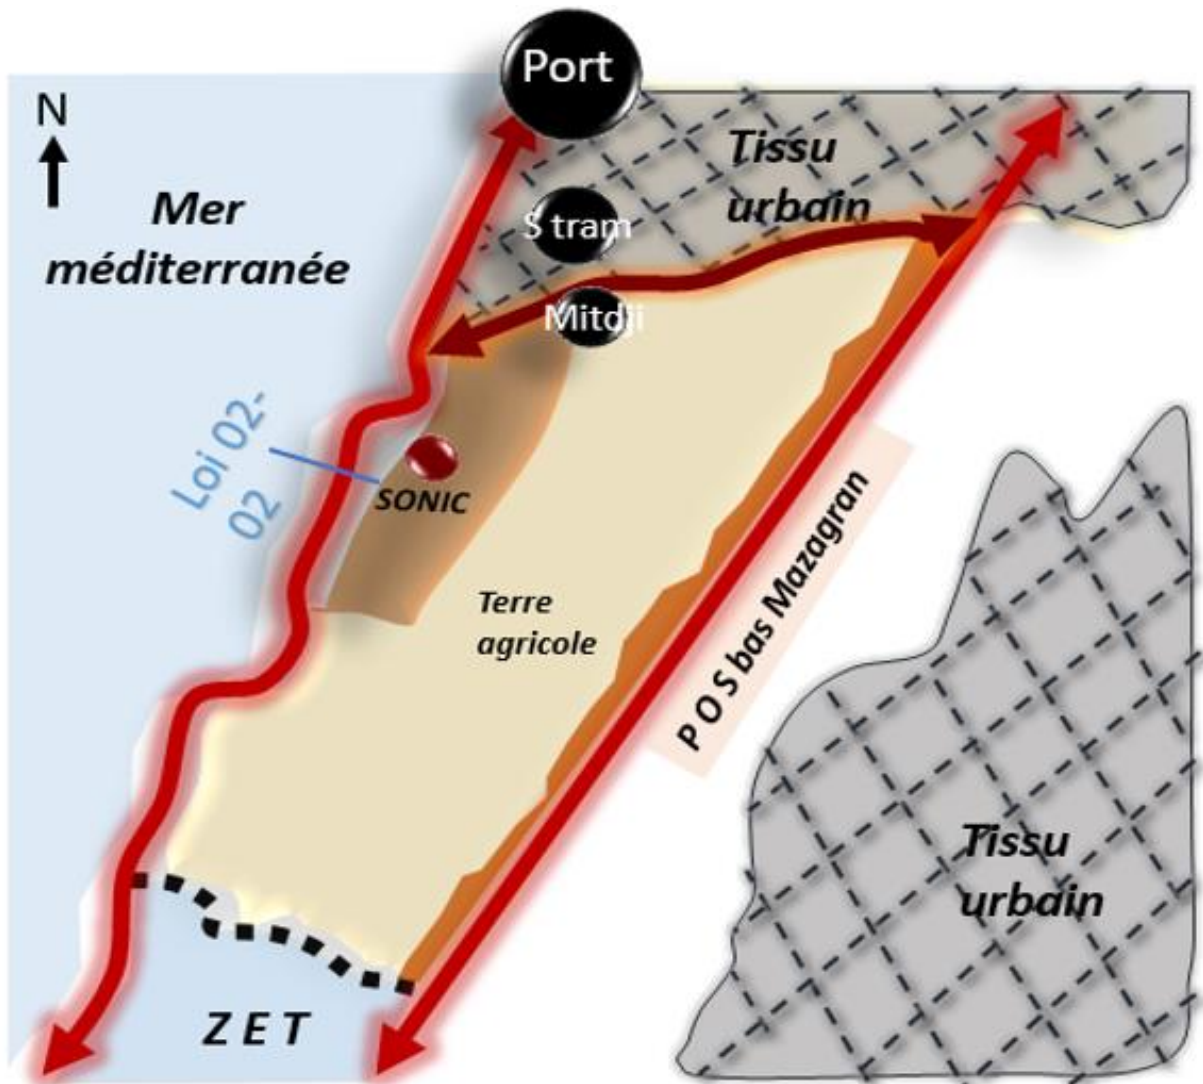 Port
N
Tissu
urbain
Mer
méditerranée
S tram
Mitdji
Loi 02-
02
SONIC
Terre
agricole
P O S bas Mazagran
Tissu
urbain
Z E T